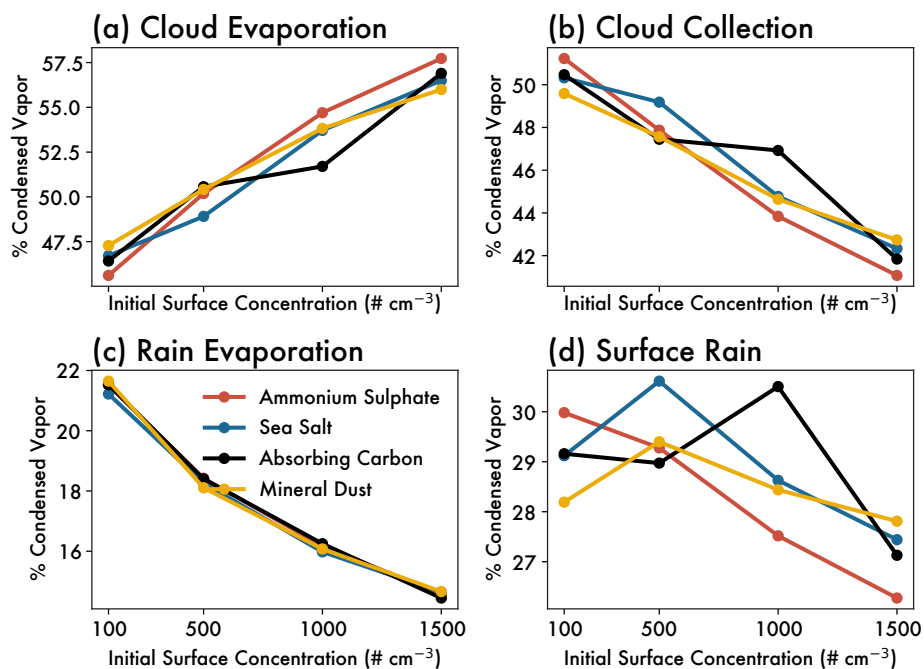 (a) Cloud Evaporation
57.5
55.0
52.5
50.0
47.5
% Condensed Vapor
Initial Surface Concentration (# cm⁻³)
(b) Cloud Collection
50
48
46
44
42
% Condensed Vapor
Initial Surface Concentration (# cm⁻³)
(c) Rain Evaporation
22
20
18
16
% Condensed Vapor
Ammonium Sulphate
Sea Salt
Absorbing Carbon
Mineral Dust
100 500 1000 1500
Initial Surface Concentration (# cm⁻³)
(d) Surface Rain
30
29
28
27
% Condensed Vapor
100 500 1000 1500
Initial Surface Concentration (# cm⁻³)